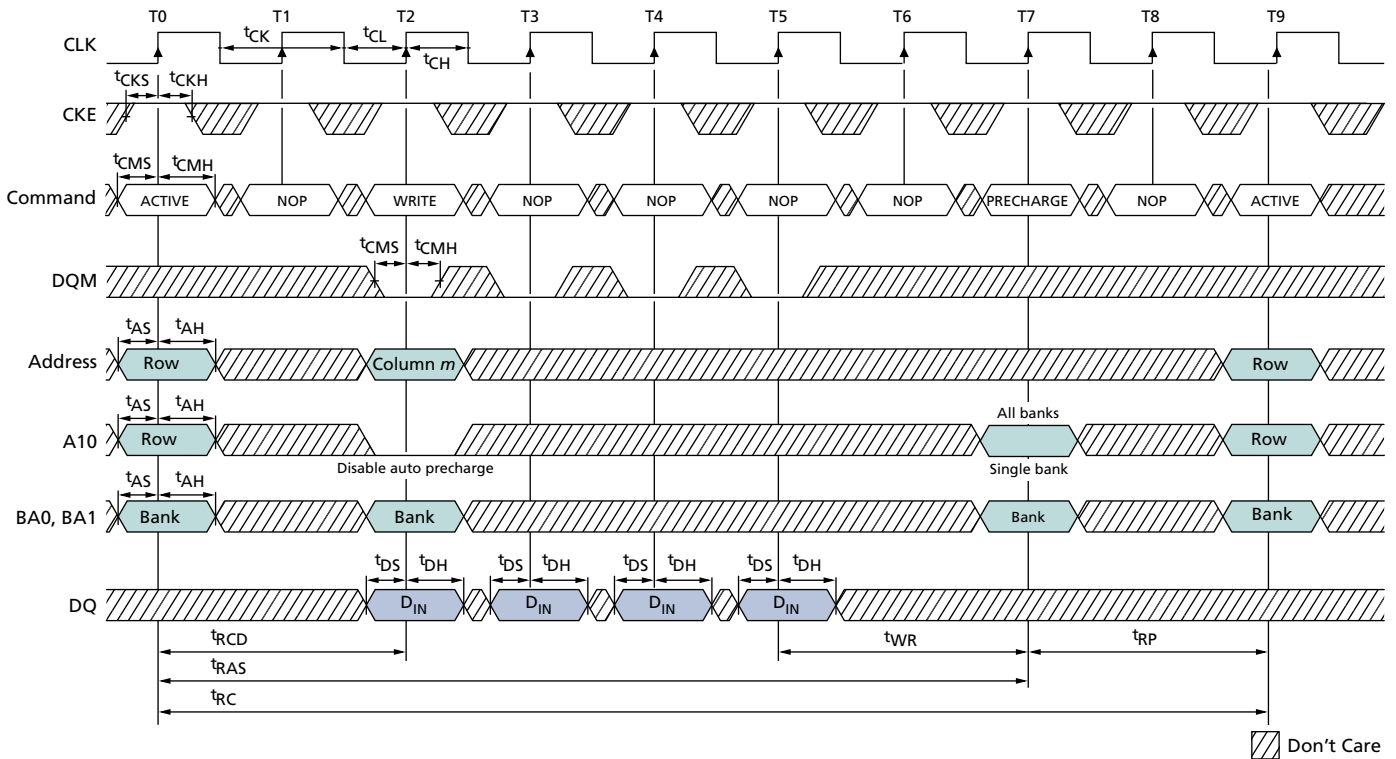 T0 T1 T2 T3 T4 T5 T6 T7 T8 T9
CLK
tCK tCL
tCH
tCKS tCKH
CKE
tCMS tCMH
Command
ACTIVE NOP WRITE NOP NOP NOP NOP PRECHARGE NOP ACTIVE
tCMS tCMH
DQM
tAS tAH
Address
Row Column m Row
tAS tAH
All banks
A10
Row Row
Disable auto precharge
Single bank
tAS tAH
BA0, BA1
Bank Bank Bank Bank
tDS tDH tDS tDH tDS tDH tDS tDH
DQ
DIN DIN DIN DIN
tRCD tWR tRP
tRAS
tRC
Don't Care